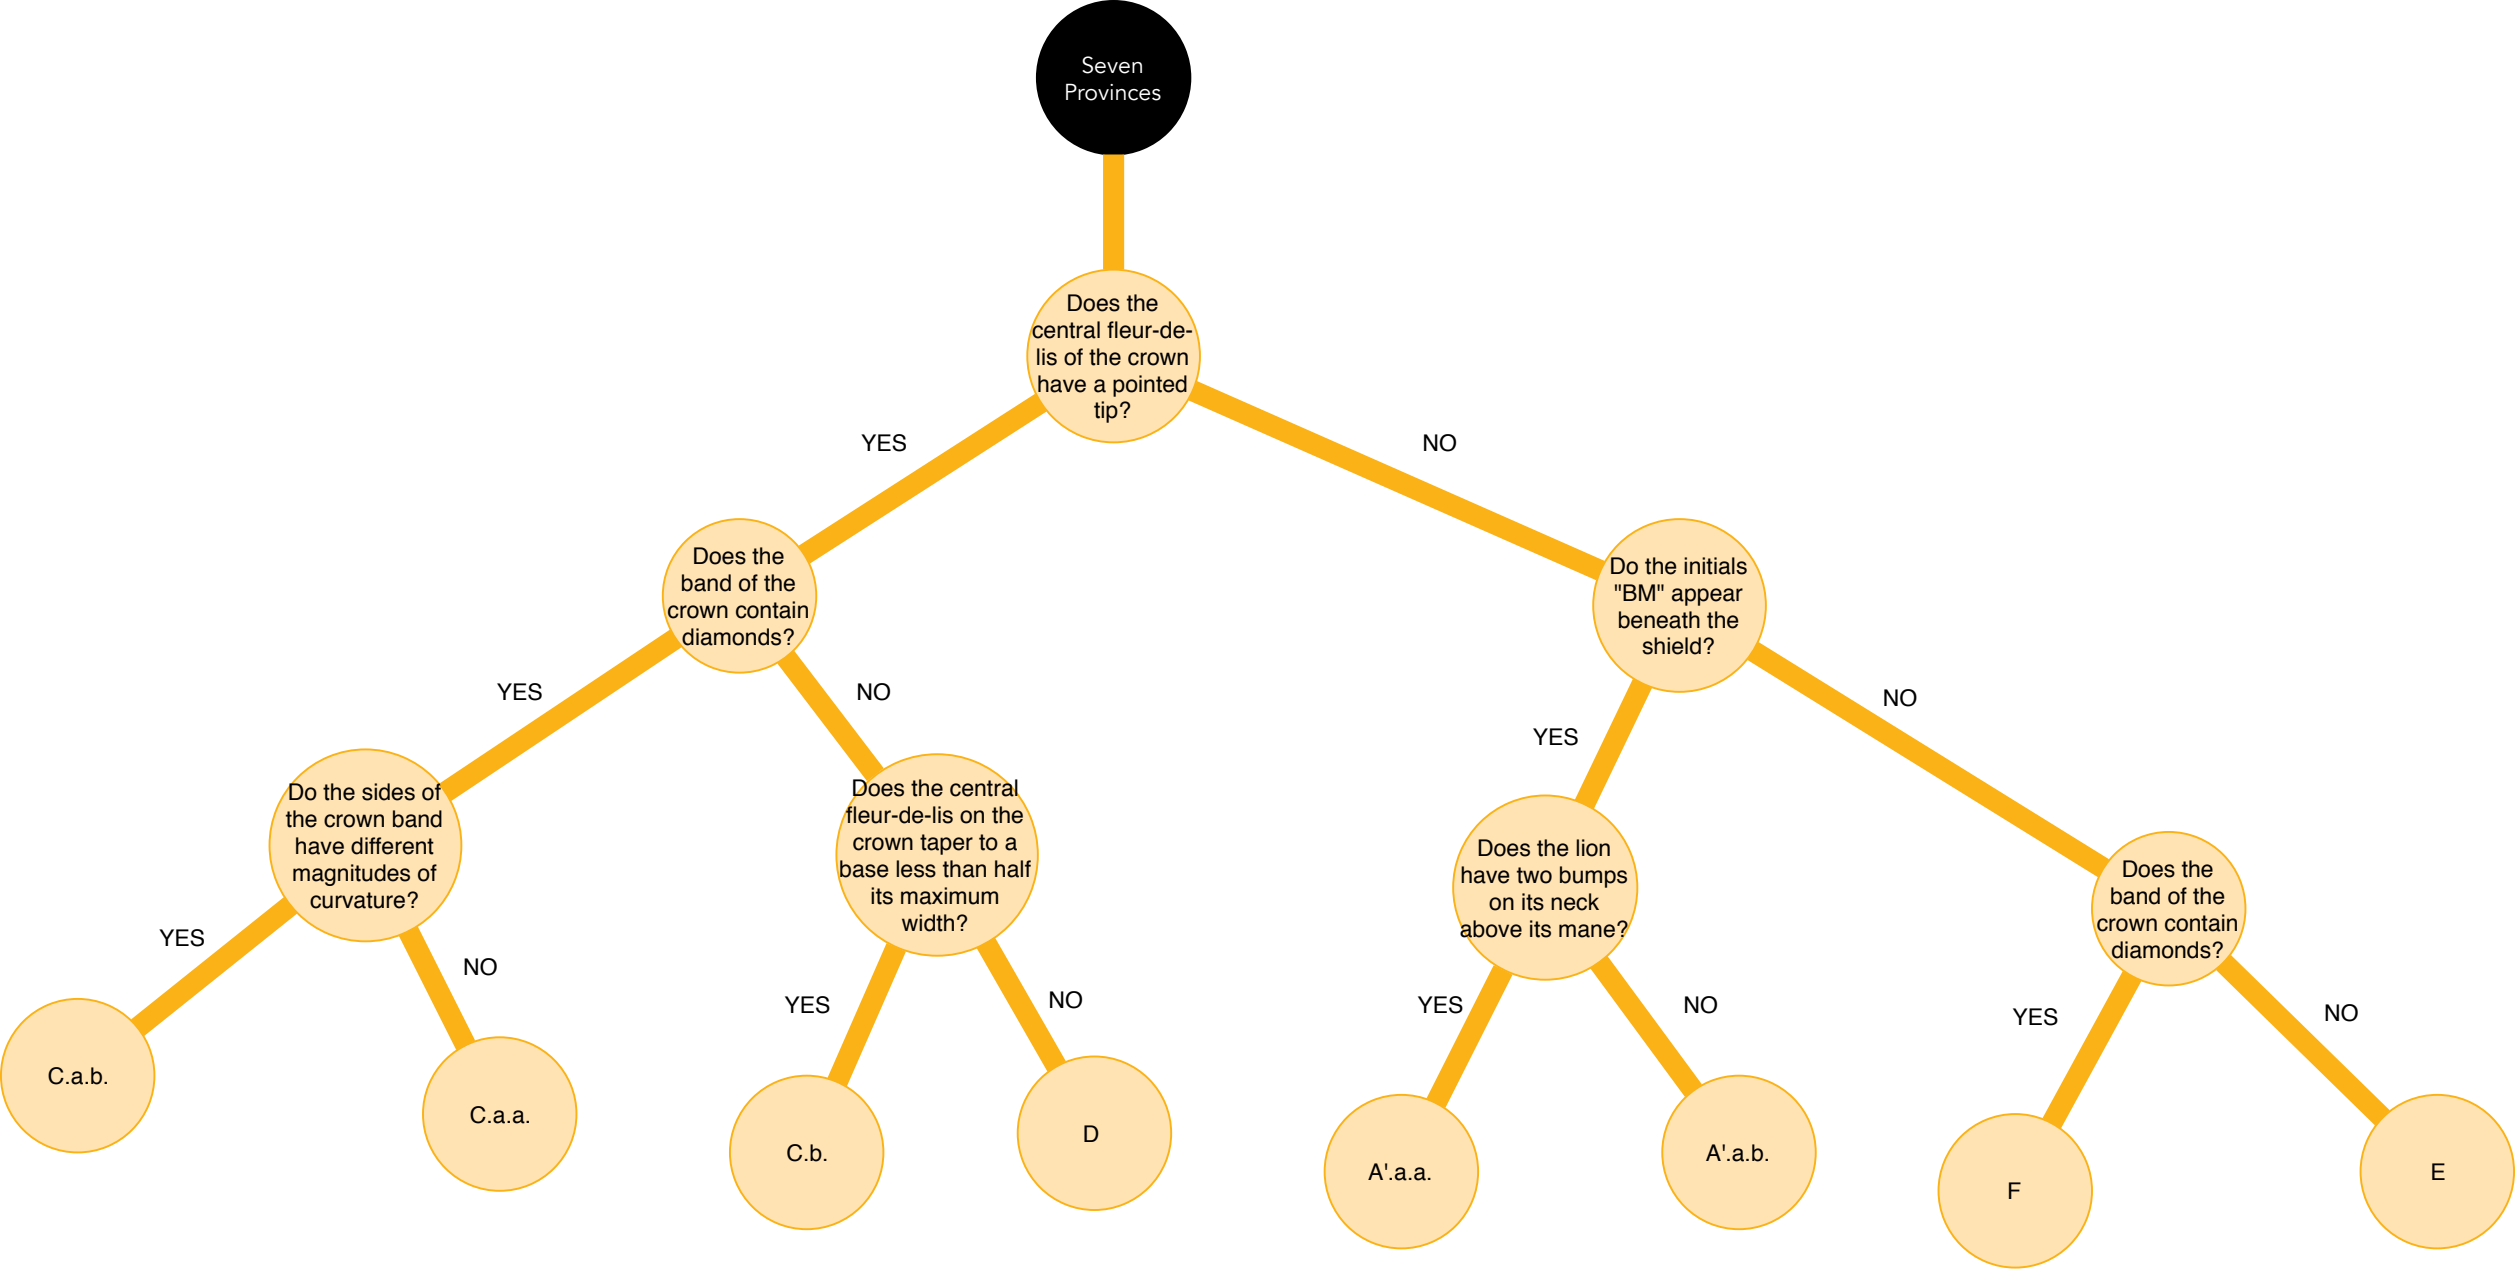 Seven
Provinces
Does the
central fleur-de-
lis of the crown
have a pointed
tip?
YES
NO
Does the
band of the
crown contain
diamonds?
Do the initials
"BM" appear
beneath the
shield?
YES
NO
YES
NO
Do the sides of
the crown band
have different
magnitudes of
curvature?
Does the central
fleur-de-lis on the
crown taper to a
base less than half
its maximum
width?
Does the lion
have two bumps
on its neck
above its mane?
Does the
band of the
crown contain
diamonds?
YES
NO
YES
NO
YES
NO
YES
NO
C.a.b.
C.a.a.
C.b.
D
A'.a.a.
A'.a.b.
F
E